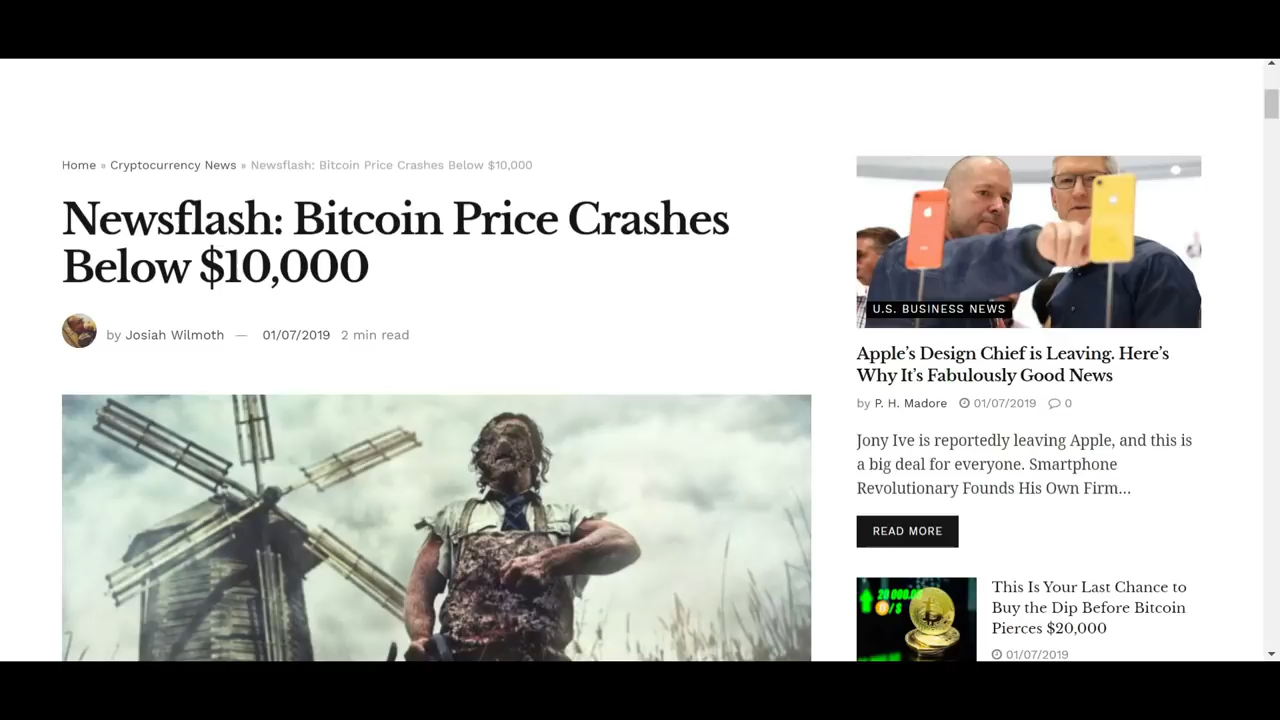 Home » Cryptocurrency News » Newsflash: Bitcoin Price Crashes Below $10,000
Newsflash: Bitcoin Price Crashes
Below $10,000
by Josiah Wilmoth — 01/07/2019 2 min read
U.S. BUSINESS NEWS
Apple’s Design Chief is Leaving. Here’s
Why It’s Fabulously Good News
by P. H. Madore 01/07/2019 0
Jony Ive is reportedly leaving Apple, and this is
a big deal for everyone. Smartphone
Revolutionary Founds His Own Firm...
READ MORE
20 000.00
₿/$
This Is Your Last Chance to
Buy the Dip Before Bitcoin
Pierces $20,000
01/07/2019